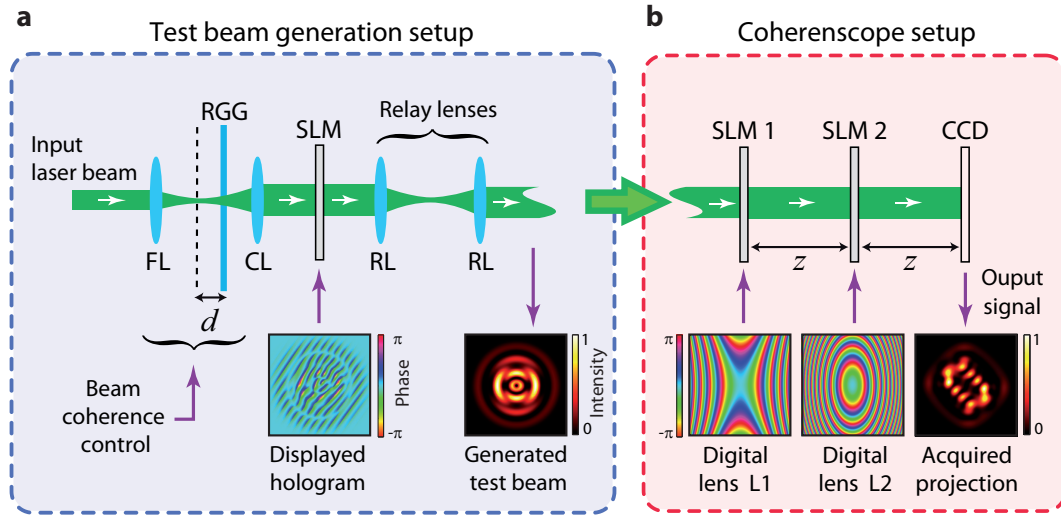 a
Test beam generation setup
RGG
SLM
Relay lenses
Input
laser beam
FL
CL
RL
RL
d
Beam
coherence
control
π
-π
Phase
Displayed
hologram
1
0
Intensity
Generated
test beam
b
Coherenscope setup
SLM 1
SLM 2
CCD
z
z
Ouput
signal
π
-π
1
0
Digital
lens L1
Digital
lens L2
Acquired
projection